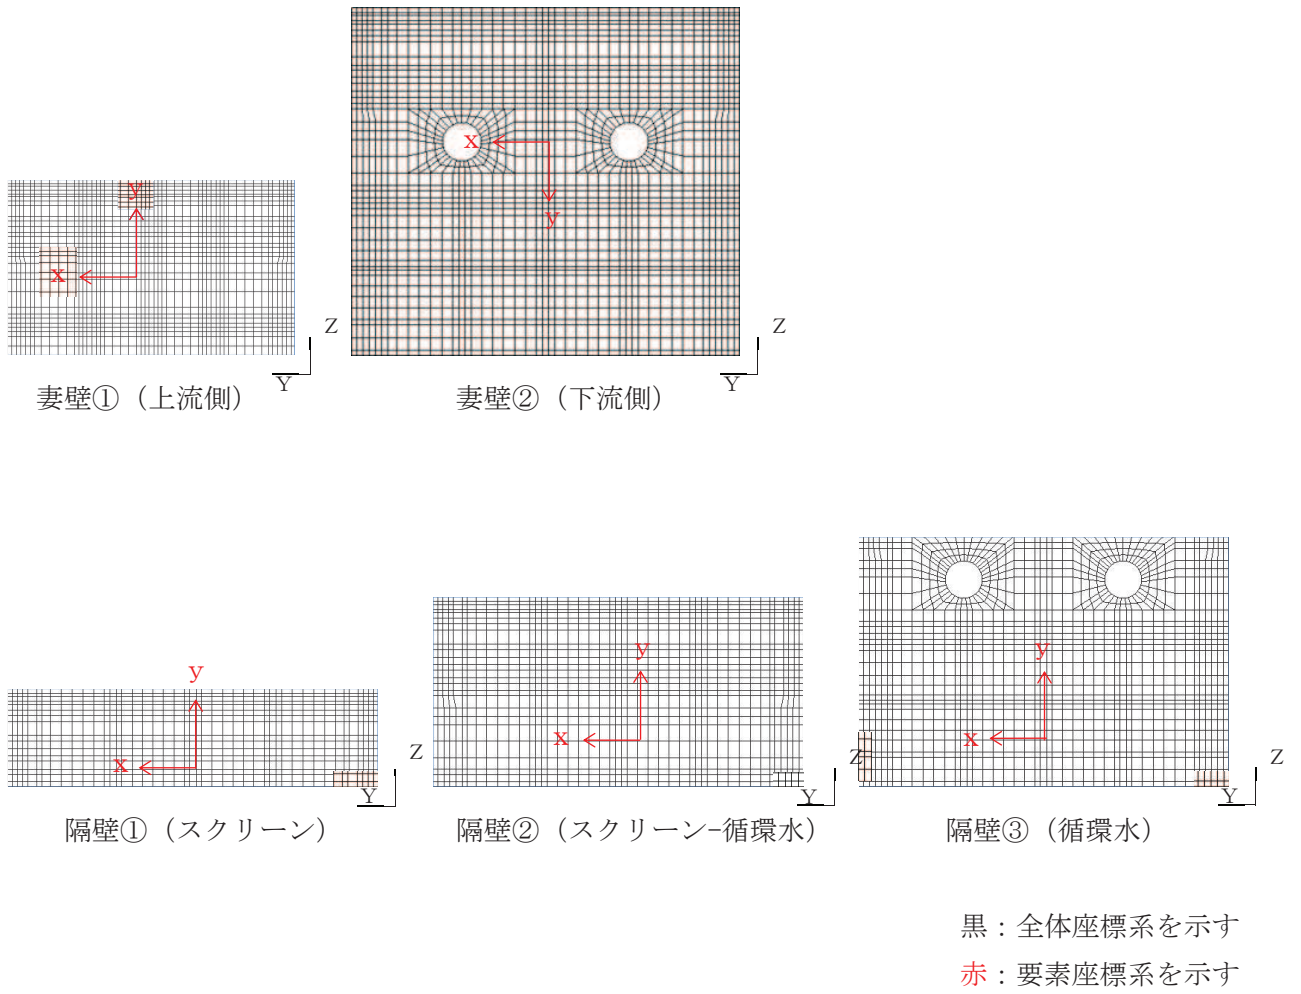 y
x
Z
Y
x
y
Z
Y
妻壁①（上流側）
妻壁②（下流側）
y
x
Z
Y
y
x
Z
Y
y
x
Z
Y
隔壁①（スクリーン）
隔壁②（スクリーン−循環水）
隔壁③（循環水）
黒：全体座標系を示す
赤：要素座標系を示す